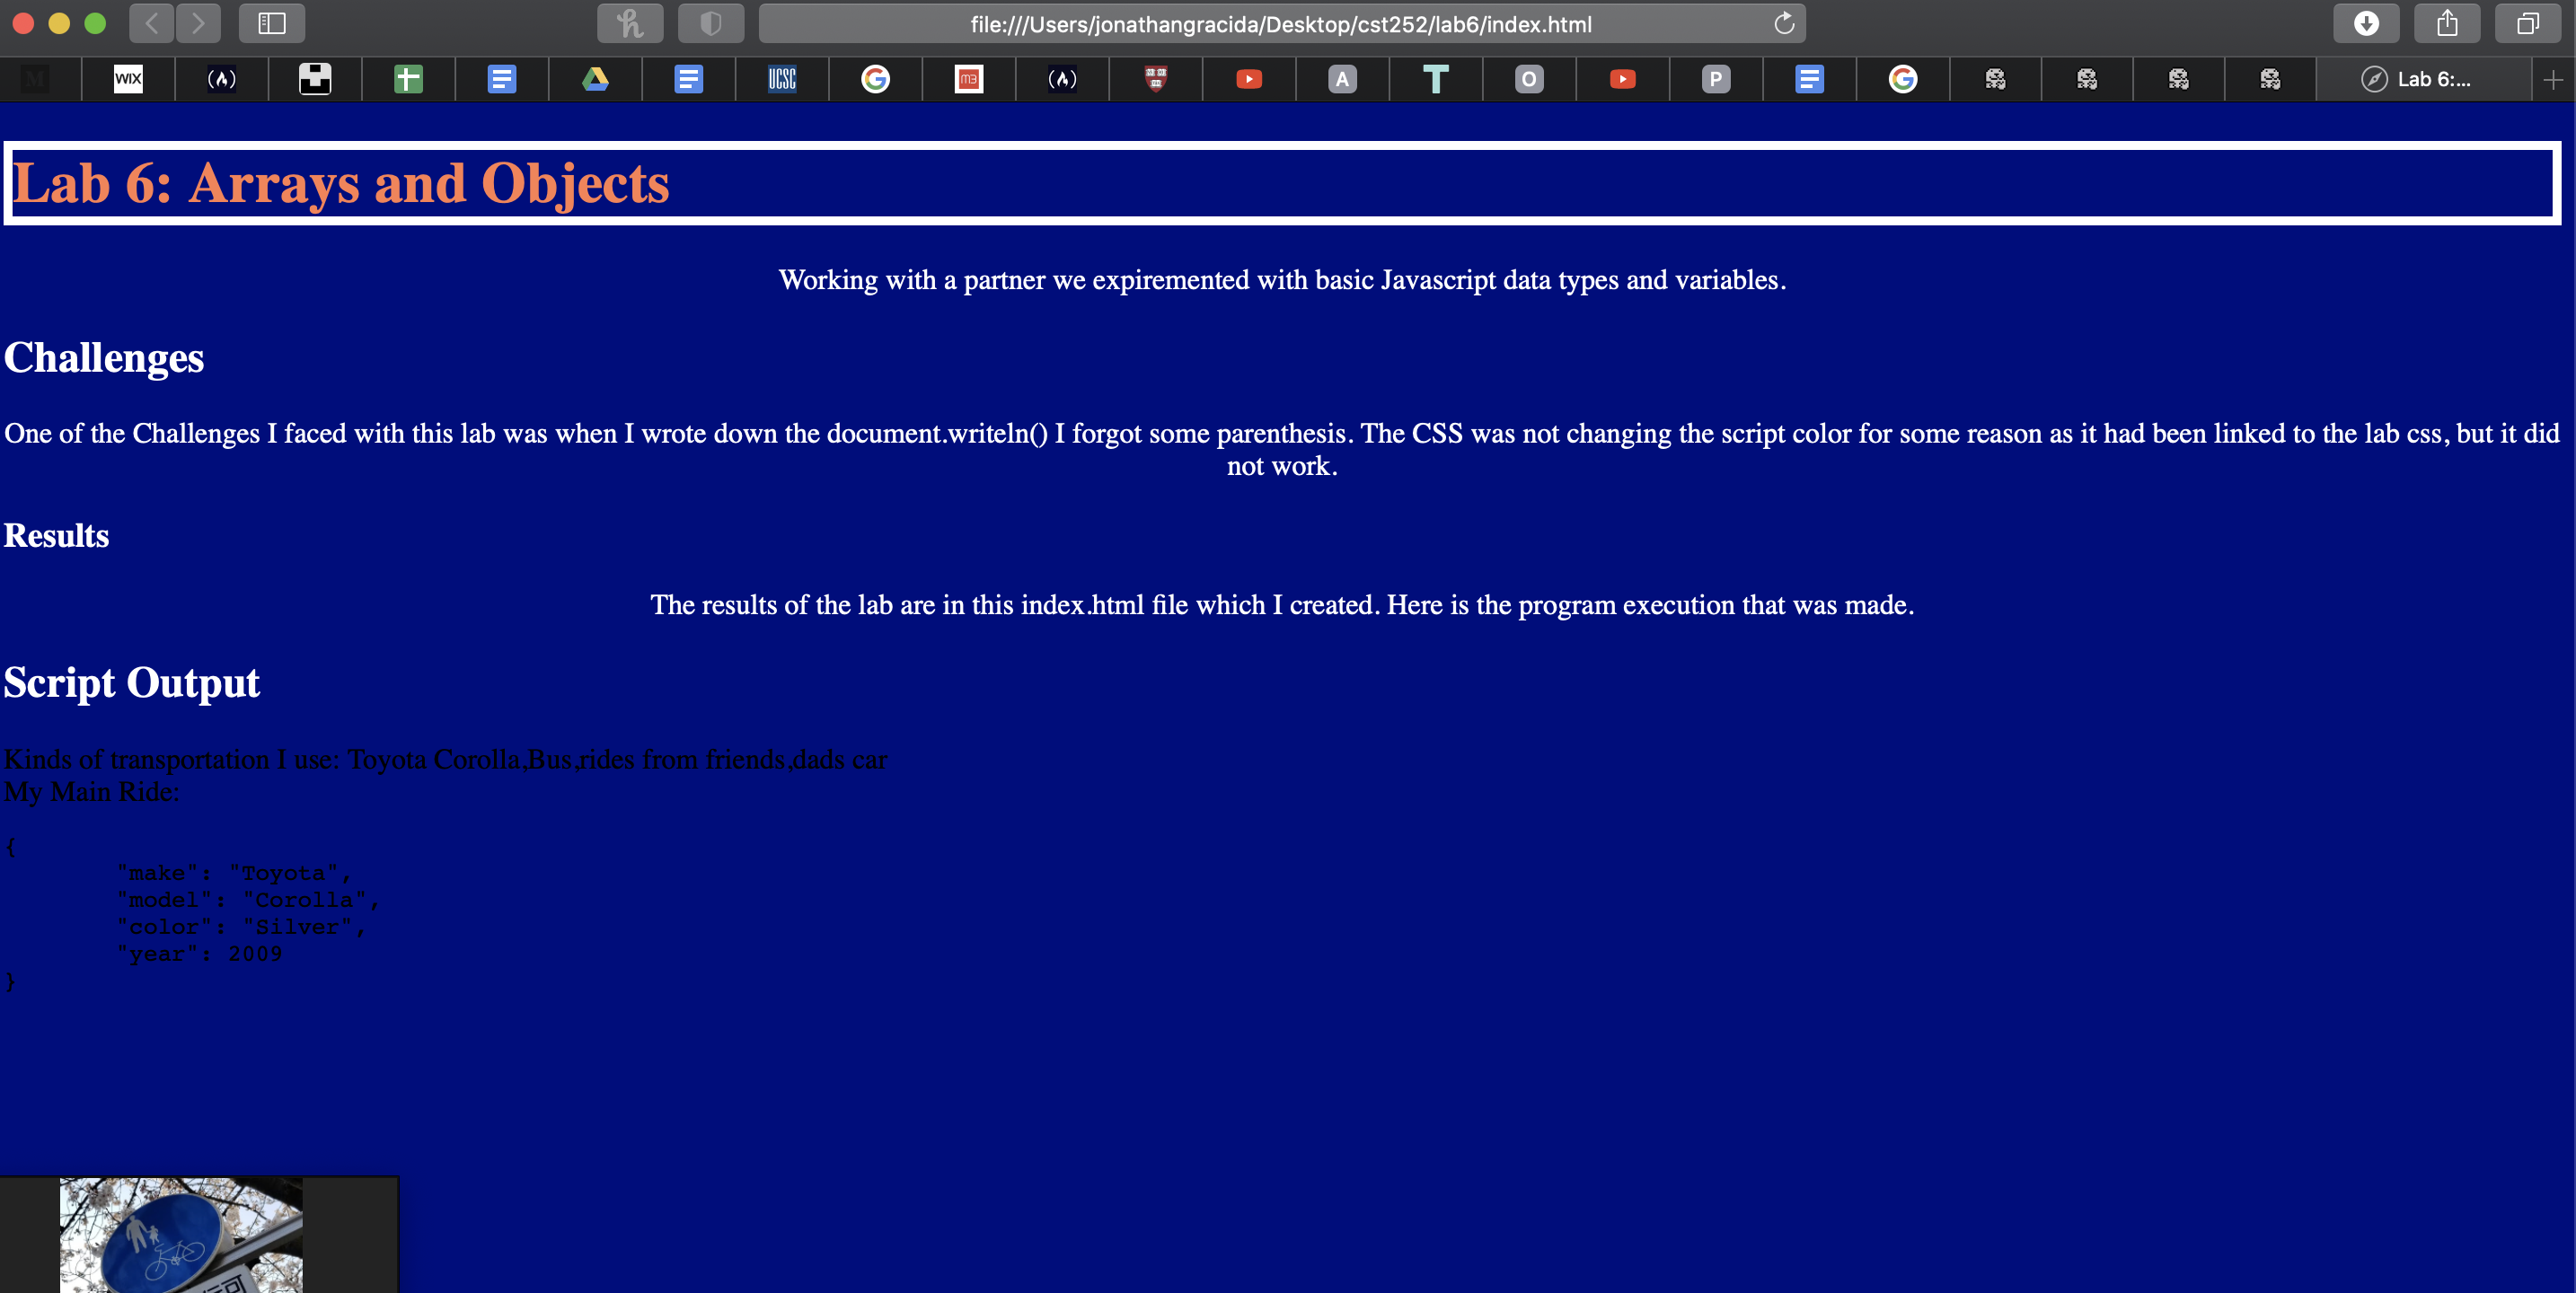 file:///Users/jonathangracida/Desktop/cst252/lab6/index.html
M
WIX
UCSC
G
m3
A
T
O
P
G
Lab 6:...
Lab 6: Arrays and Objects
Working with a partner we expiremented with basic Javascript data types and variables.
Challenges
One of the Challenges I faced with this lab was when I wrote down the document.writeln() I forgot some parenthesis. The CSS was not changing the script color for some reason as it had been linked to the lab css, but it did
not work.
Results
The results of the lab are in this index.html file which I created. Here is the program execution that was made.
Script Output
Kinds of transportation I use: Toyota Corolla,Bus,rides from friends,dads car
My Main Ride:
{
"make": "Toyota",
"model": "Corolla",
"color": "Silver",
"year": 2009
}